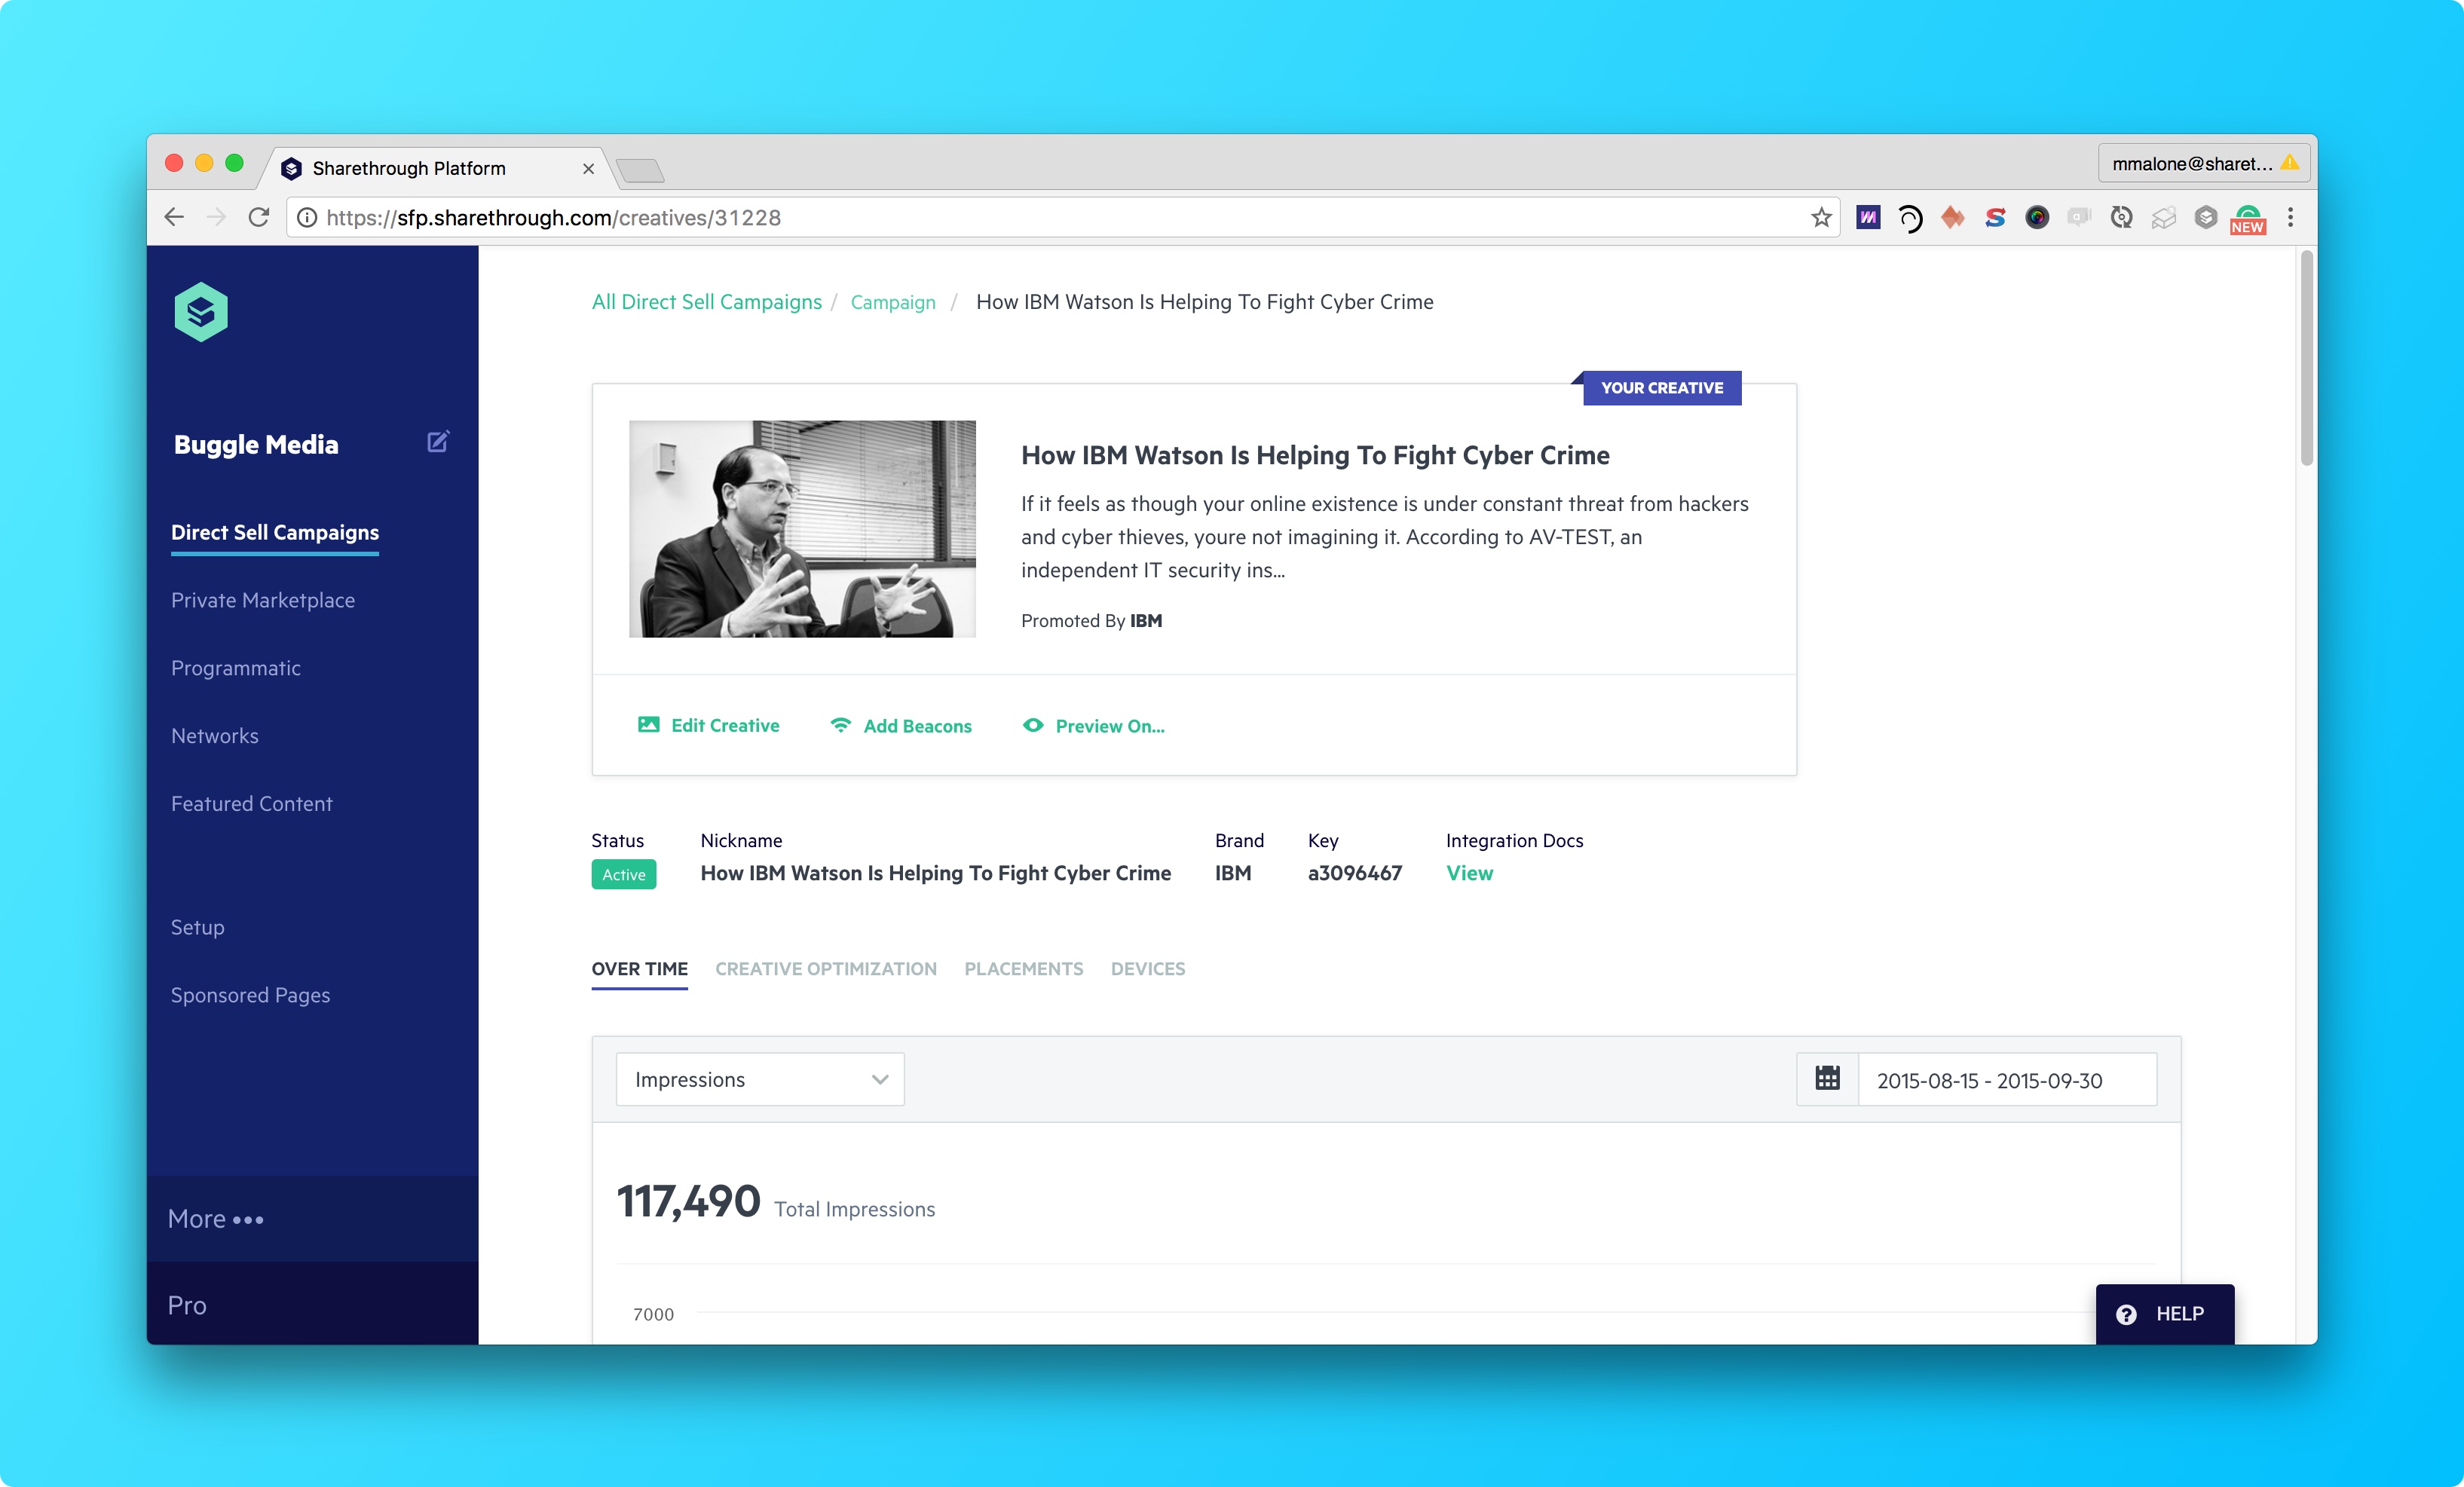 Sharethrough Platform
mmalone@sharet...
https://sfp.sharethrough.com/creatives/31228
NEW
Buggle Media
Direct Sell Campaigns
Private Marketplace
Programmatic
Networks
Featured Content
Setup
Sponsored Pages
More •••
Pro
All Direct Sell Campaigns / Campaign / How IBM Watson Is Helping To Fight Cyber Crime
YOUR CREATIVE
How IBM Watson Is Helping To Fight Cyber Crime
If it feels as though your online existence is under constant threat from hackers
and cyber thieves, youre not imagining it. According to AV-TEST, an
independent IT security ins...
Promoted By IBM
Edit Creative Add Beacons Preview On...
Status Nickname Brand Key Integration Docs
Active How IBM Watson Is Helping To Fight Cyber Crime IBM a3096467 View
OVER TIME CREATIVE OPTIMIZATION PLACEMENTS DEVICES
Impressions 2015-08-15 - 2015-09-30
117,490 Total Impressions
7000
? HELP